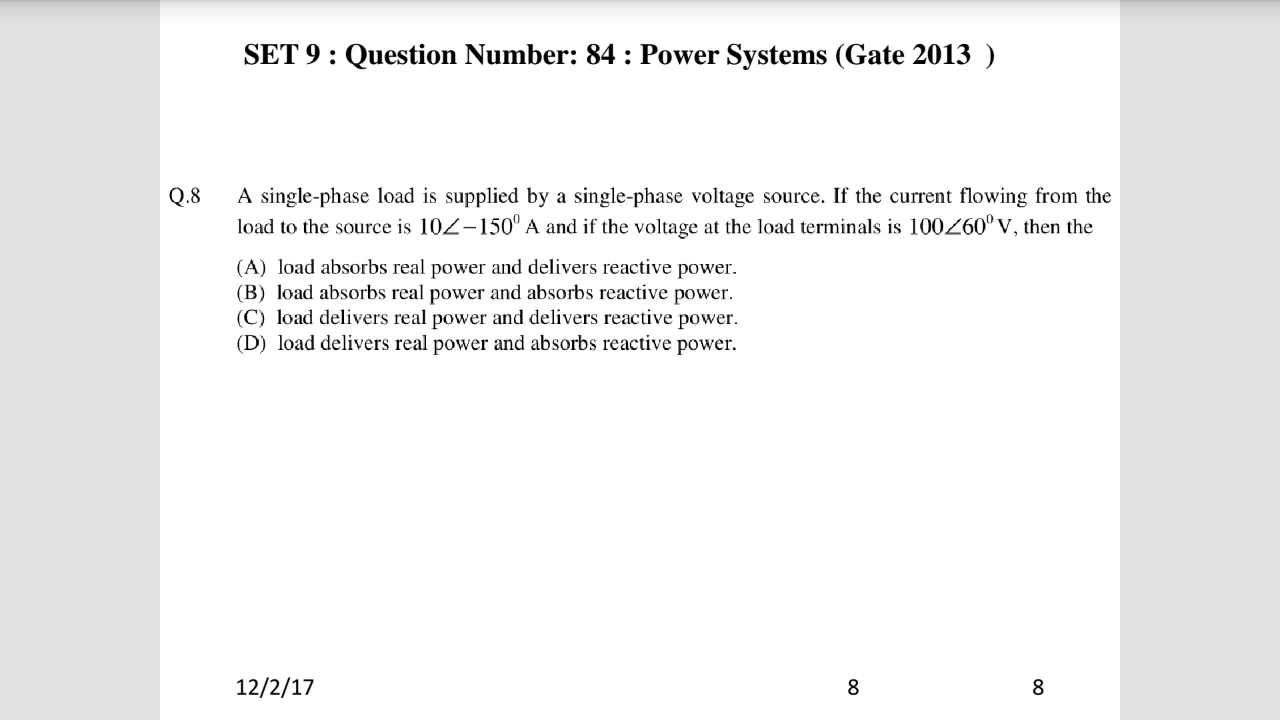 SET 9 : Question Number: 84 : Power Systems (Gate 2013  )
Q.8 A single-phase load is supplied by a single-phase voltage source. If the current flowing from the
load to the source is 10∠−150⁰ A and if the voltage at the load terminals is 100∠60⁰ V, then the
(A) load absorbs real power and delivers reactive power.
(B) load absorbs real power and absorbs reactive power.
(C) load delivers real power and delivers reactive power.
(D) load delivers real power and absorbs reactive power.
12/2/17 8 8